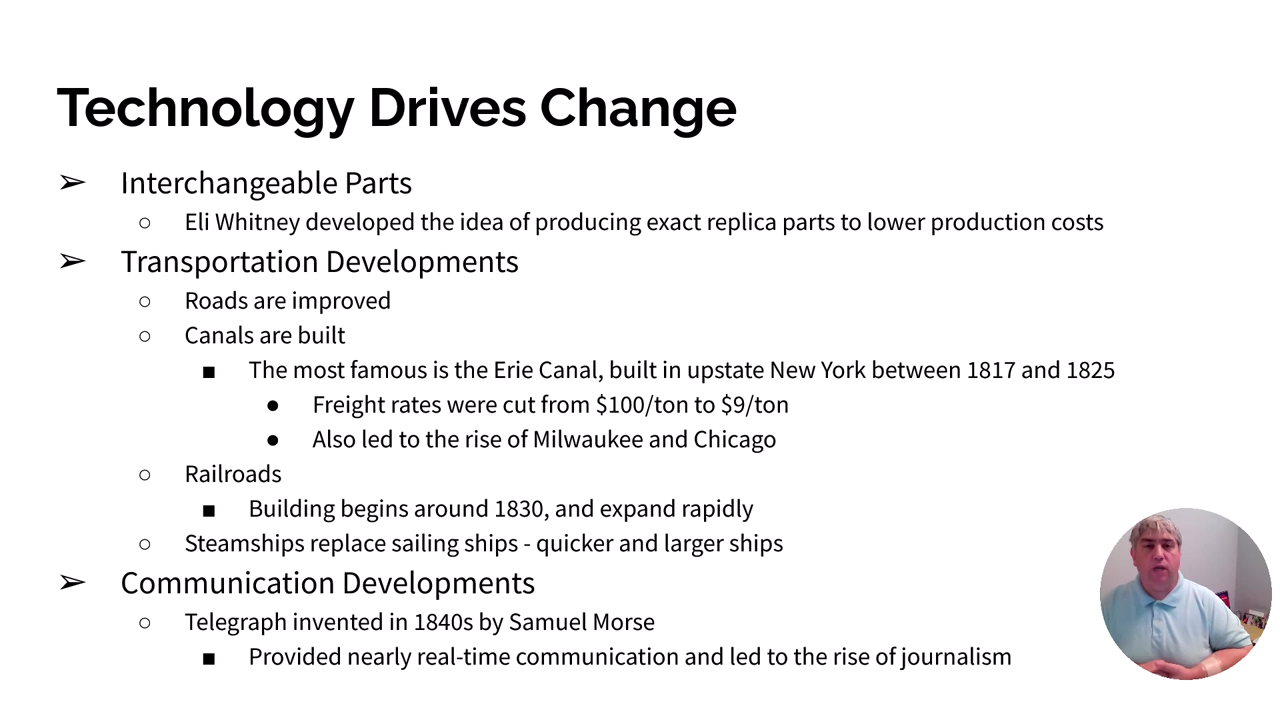 Technology Drives Change
➢ Interchangeable Parts
○ Eli Whitney developed the idea of producing exact replica parts to lower production costs
➢ Transportation Developments
○ Roads are improved
○ Canals are built
■ The most famous is the Erie Canal, built in upstate New York between 1817 and 1825
● Freight rates were cut from $100/ton to $9/ton
● Also led to the rise of Milwaukee and Chicago
○ Railroads
■ Building begins around 1830, and expand rapidly
○ Steamships replace sailing ships - quicker and larger ships
➢ Communication Developments
○ Telegraph invented in 1840s by Samuel Morse
■ Provided nearly real-time communication and led to the rise of journalism